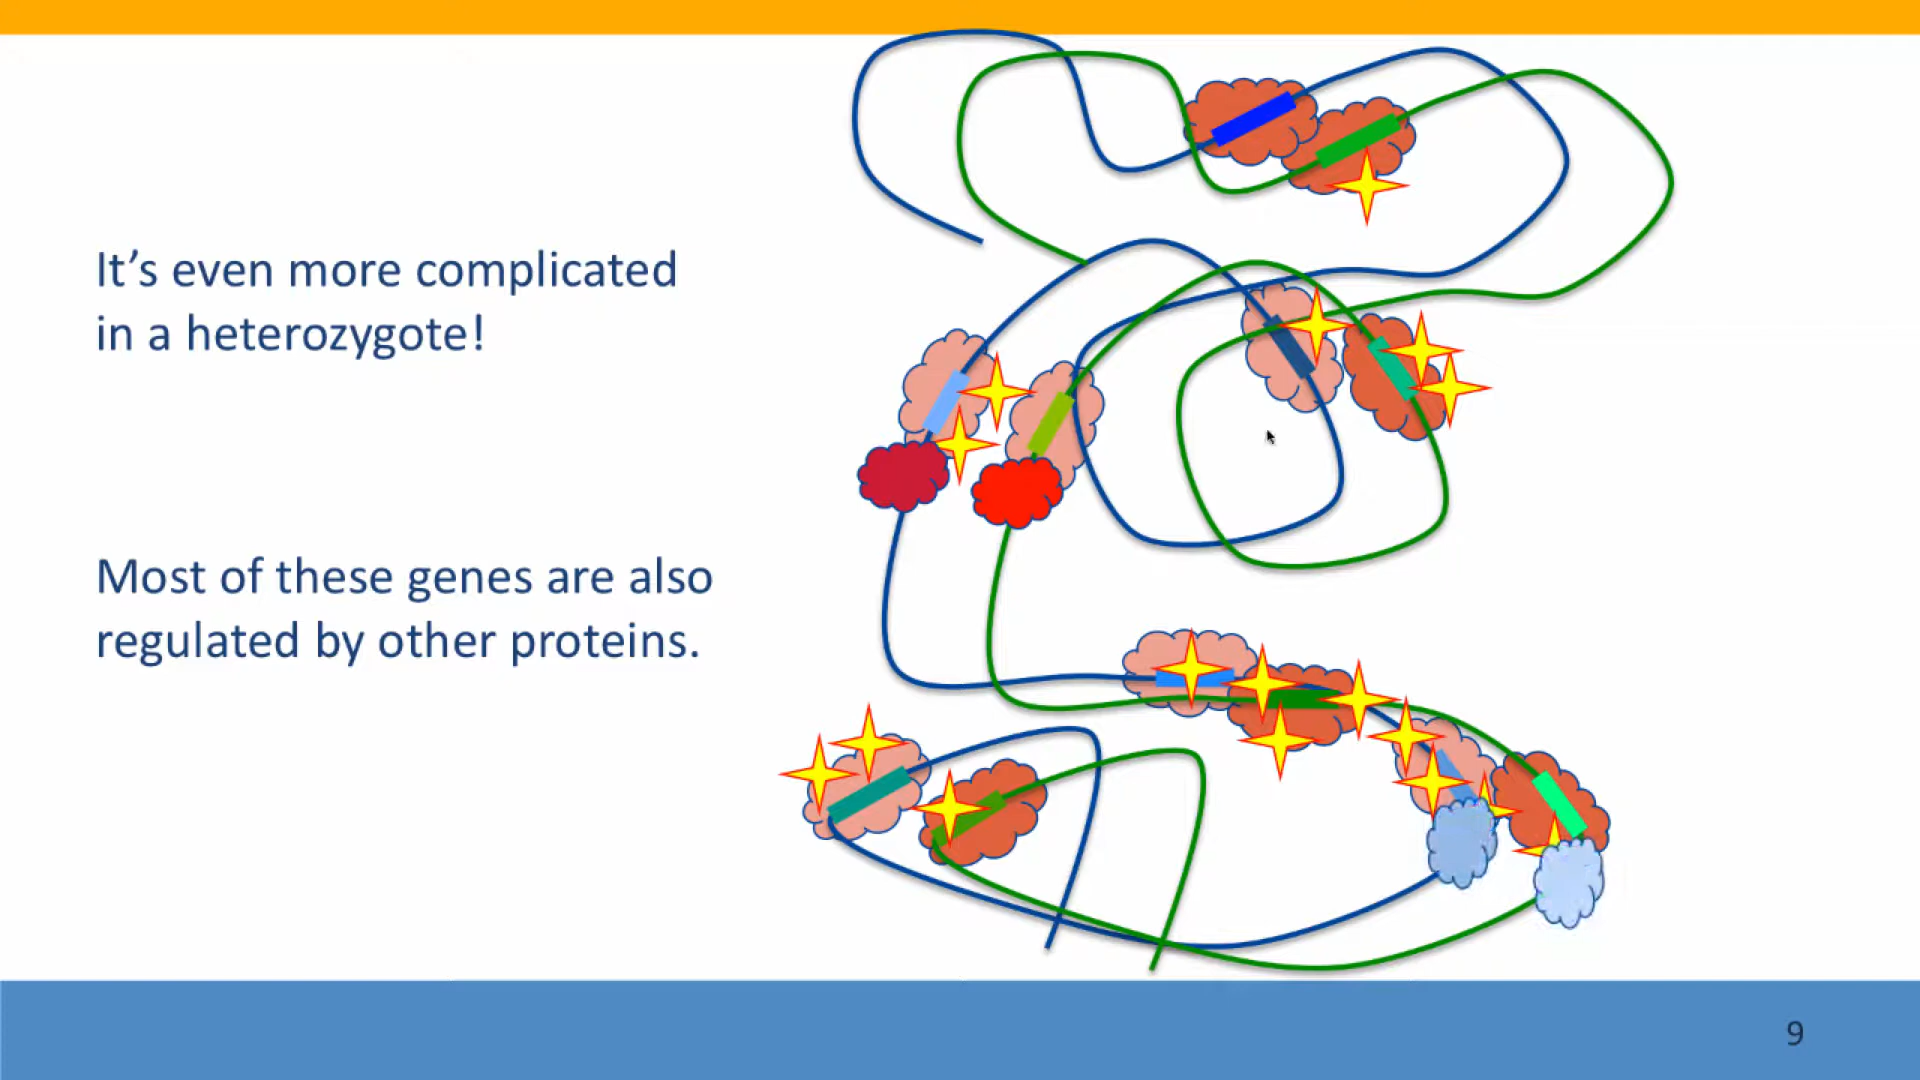 It’s even more complicated
in a heterozygote!
Most of these genes are also
regulated by other proteins.
9